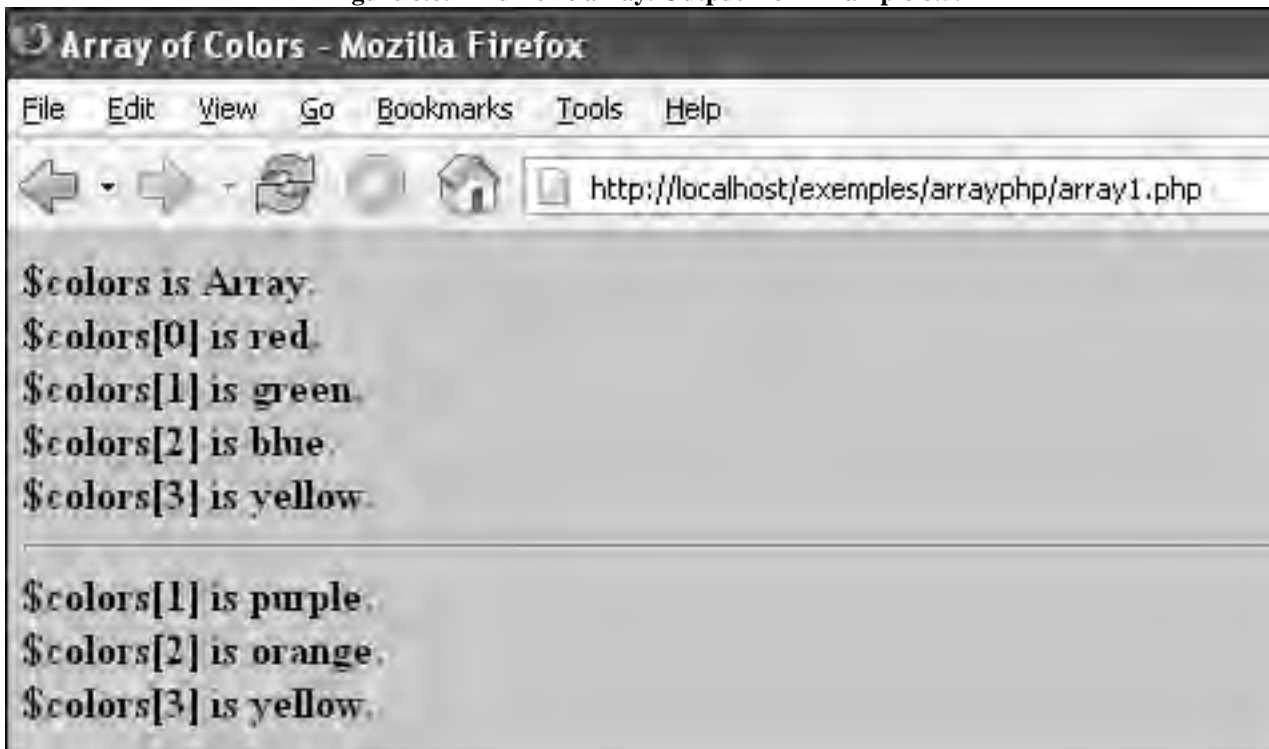 Array of Colors - Mozilla Firefox
File Edit View Go Bookmarks Tools Help
http://localhost/exemples/arrayphp/array1.php
$colors is Array.
$colors[0] is red.
$colors[1] is green.
$colors[2] is blue.
$colors[3] is yellow.
$colors[1] is purple.
$colors[2] is orange.
$colors[3] is yellow.